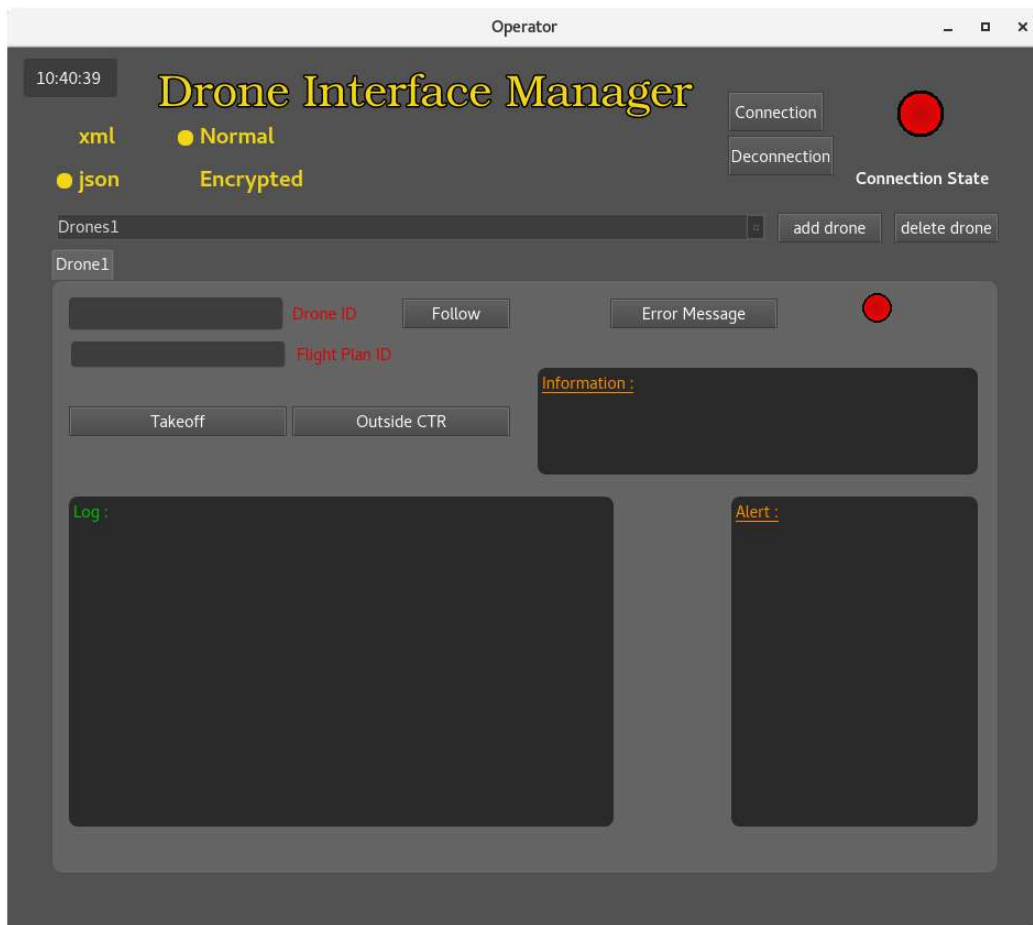 Operator
10:40:39
Drone Interface Manager
Connection
xml Normal
Deconnection
json Encrypted
Connection State
Drones1 add drone delete drone
Drone1
Drone ID Follow Error Message
Flight Plan ID
Information :
Takeoff Outside CTR
Log : Alert :